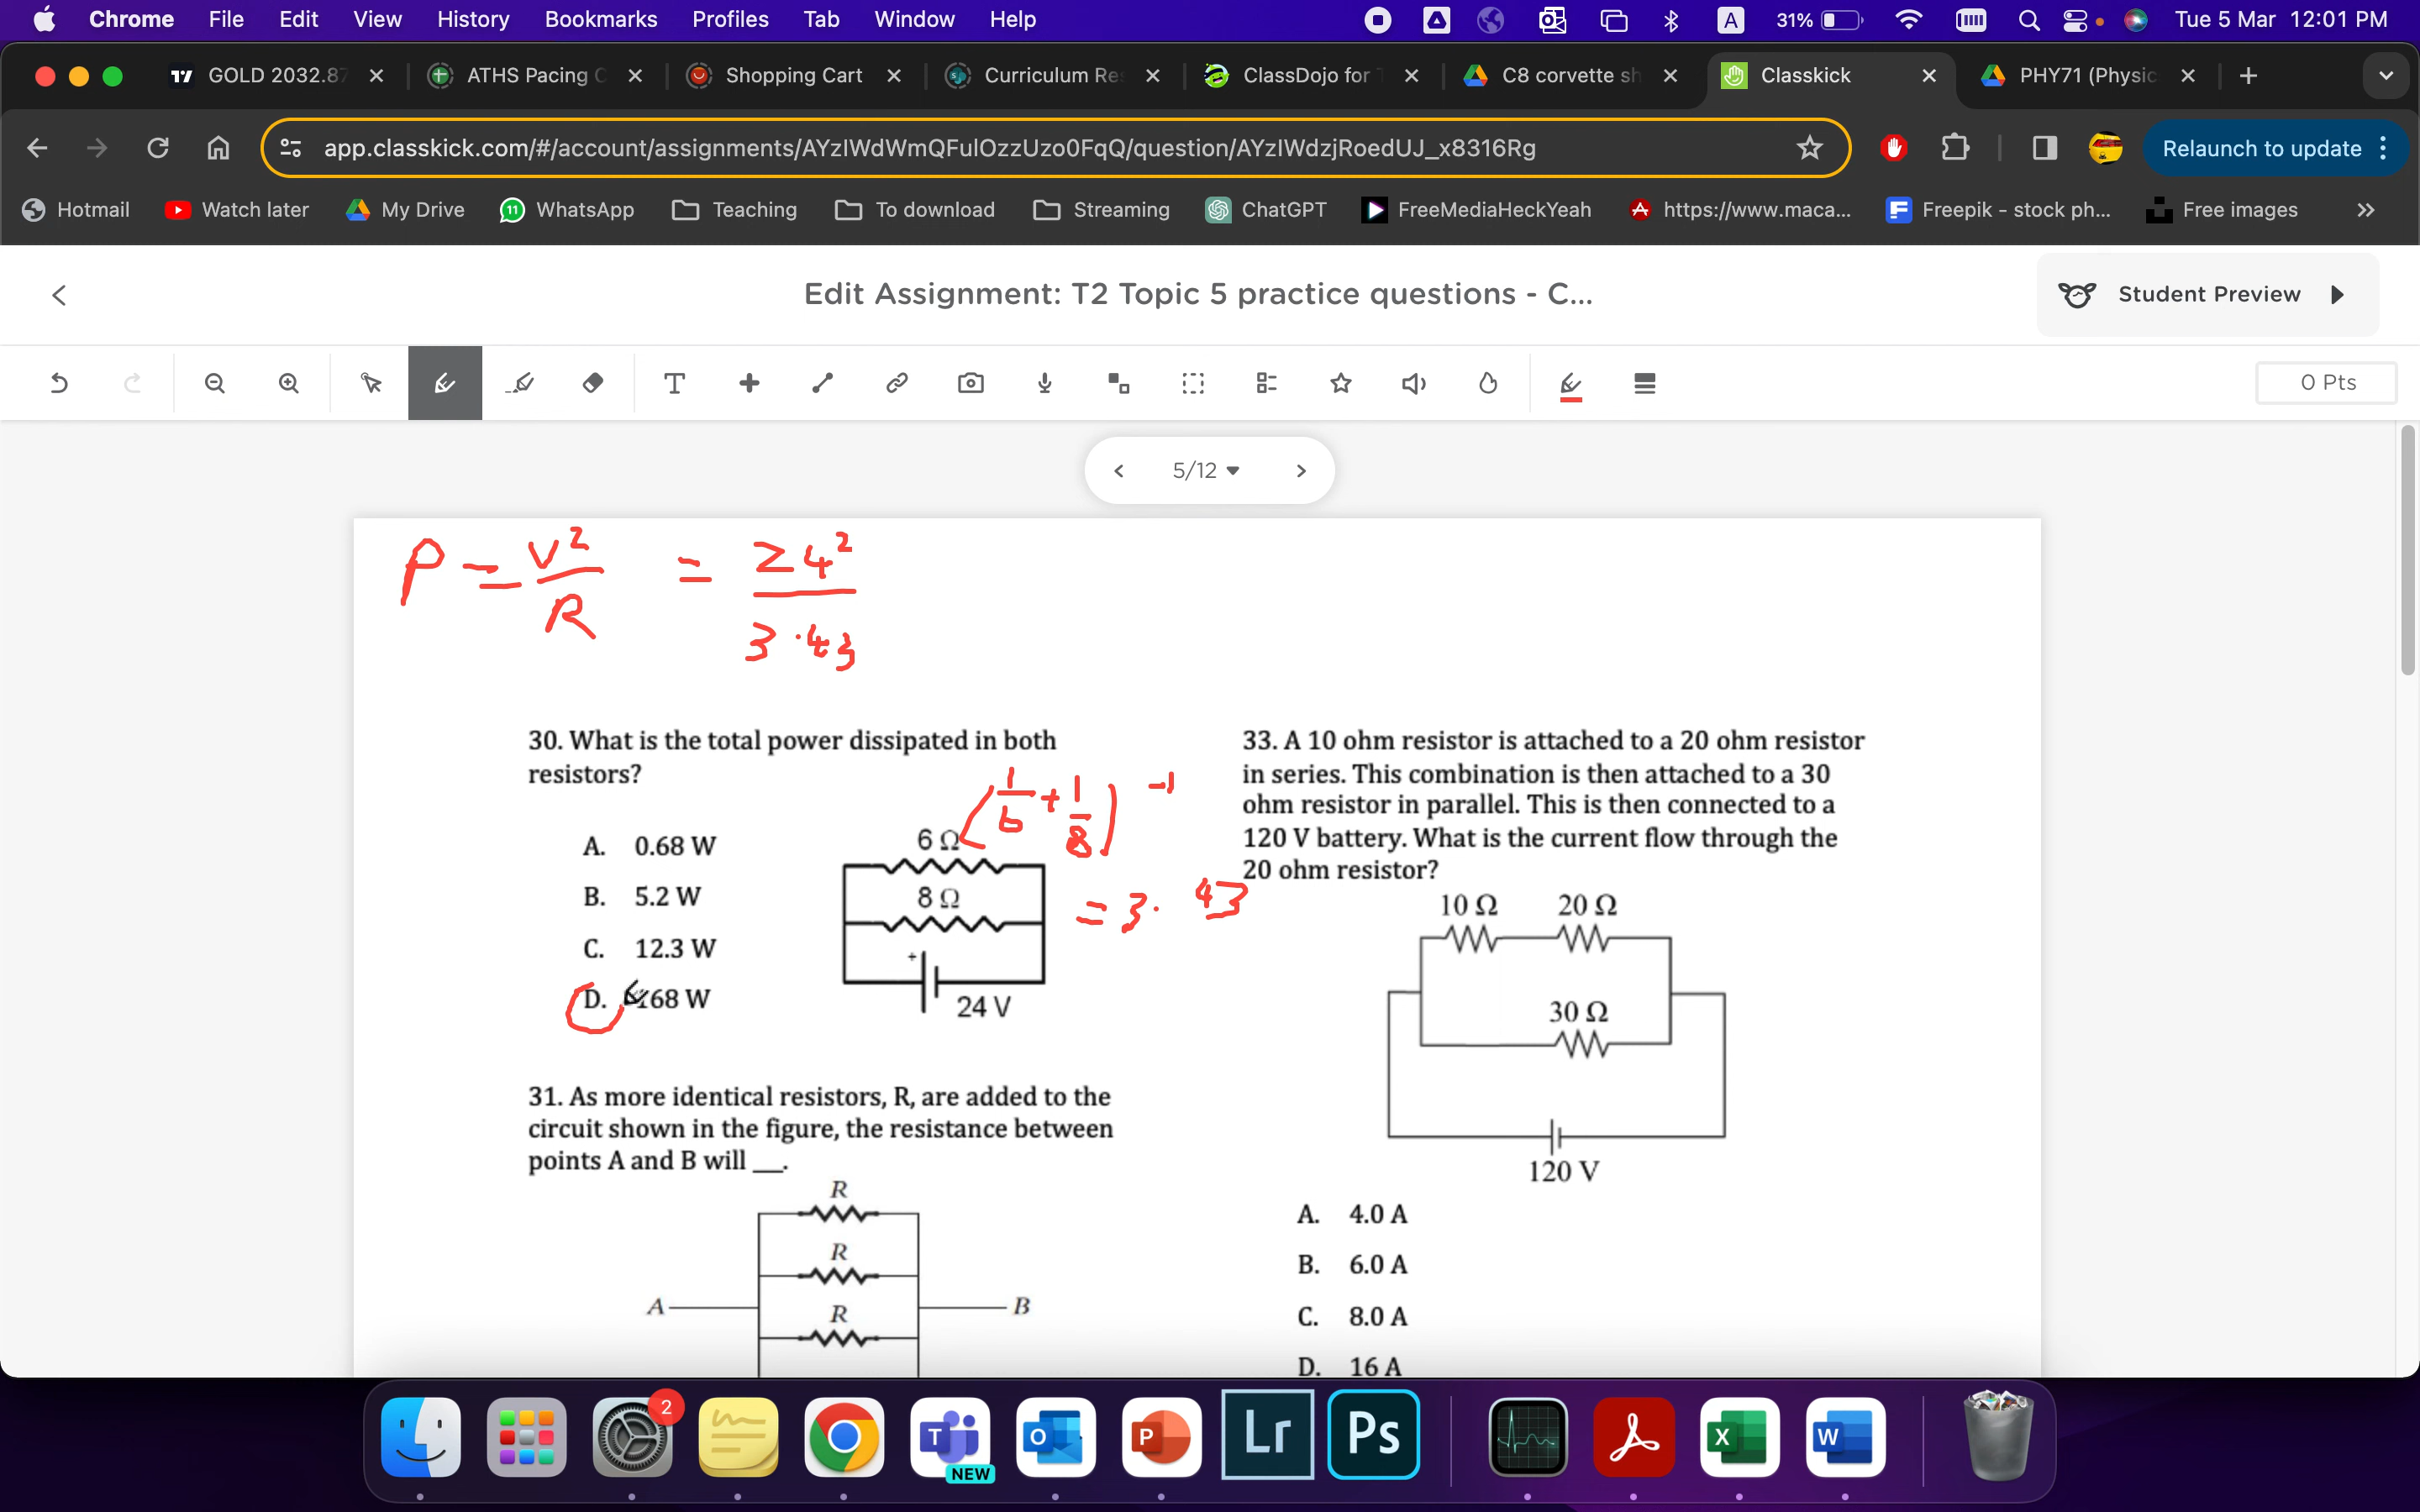 Chrome File Edit View History Bookmarks Profiles Tab Window Help A 31% Tue 5 Mar 12:01 PM
GOLD 2032.87 ATHS Pacing Shopping Cart Curriculum Re ClassDojo for C8 corvette sh Classkick PHY71 (Physic
app.classkick.com/#/account/assignments/AYzIWdWmQFulOzzUzo0FqQ/question/AYzIWdzjRoedUJ_x8316Rg Relaunch to update
Hotmail Watch later 11 WhatsApp My Drive Teaching To download Streaming ChatGPT FreeMediaHeckYeah https://www.maca... Freepik - stock ph... Free images
Edit Assignment: T2 Topic 5 practice questions - C... Student Preview
T 0 Pts
5/12
P = V² / R = 24² / 3.43
30. What is the total power dissipated in both
resistors?
(1/6 + 1/8)⁻¹
= 3.43
A. 0.68 W
B. 5.2 W
C. 12.3 W
D. 168 W
6 Ω
8 Ω
+
24 V
31. As more identical resistors, R, are added to the
circuit shown in the figure, the resistance between
points A and B will __.
R
R
A R B
33. A 10 ohm resistor is attached to a 20 ohm resistor
in series. This combination is then attached to a 30
ohm resistor in parallel. This is then connected to a
120 V battery. What is the current flow through the
20 ohm resistor?
10 Ω 20 Ω
30 Ω
120 V
A. 4.0 A
B. 6.0 A
C. 8.0 A
D. 16 A
2 T NEW O P Lr Ps X W